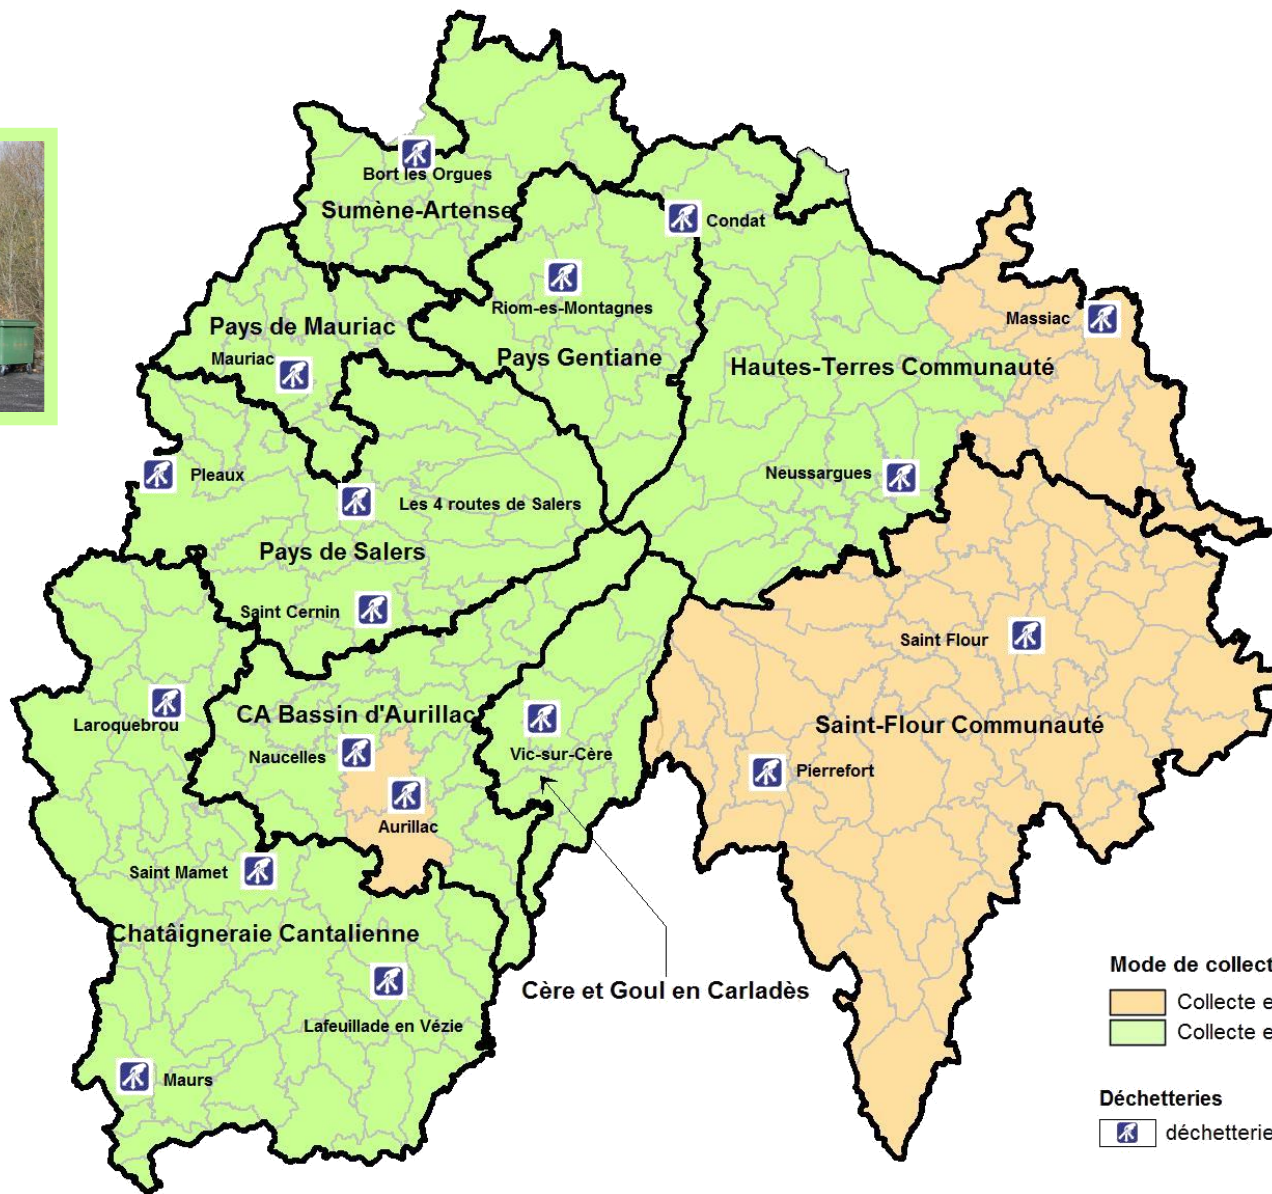 Bort les Orgues
Sumène-Artense
Condat
Riom-es-Montagnes
Massiac
Pays de Mauriac
Mauriac
Pays Gentiane
Hautes-Terres Communauté
Pleaux
Neussargues
Les 4 routes de Salers
Pays de Salers
Saint Cernin
Saint Flour
Laroquebrou
CA Bassin d'Aurillac
Saint-Flour Communauté
Naucelles
Vic-sur-Cère
Pierrefort
Aurillac
Saint Mamet
Chatâigneraie Cantalienne
Cère et Goul en Carladès
Lafeuillade en Vézie
Maurs
Mode de collect
Collecte e
Collecte e
Déchetteries
déchetterie